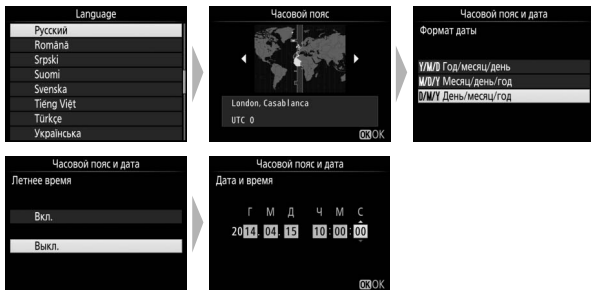 Language
Русский
Română
Srpski
Suomi
Svenska
Tiếng Việt
Türkçe
Українська
Часовой пояс
London, Casablanca
UTC 0
OK OK
Часовой пояс и дата
Формат даты
Y/M/D Год/месяц/день
M/D/Y Месяц/день/год
D/M/Y День/месяц/год
Часовой пояс и дата
Летнее время
Вкл.
Выкл.
Часовой пояс и дата
Дата и время
Г М Д Ч М С
2014. 04. 15 10: 00: 00
OK OK